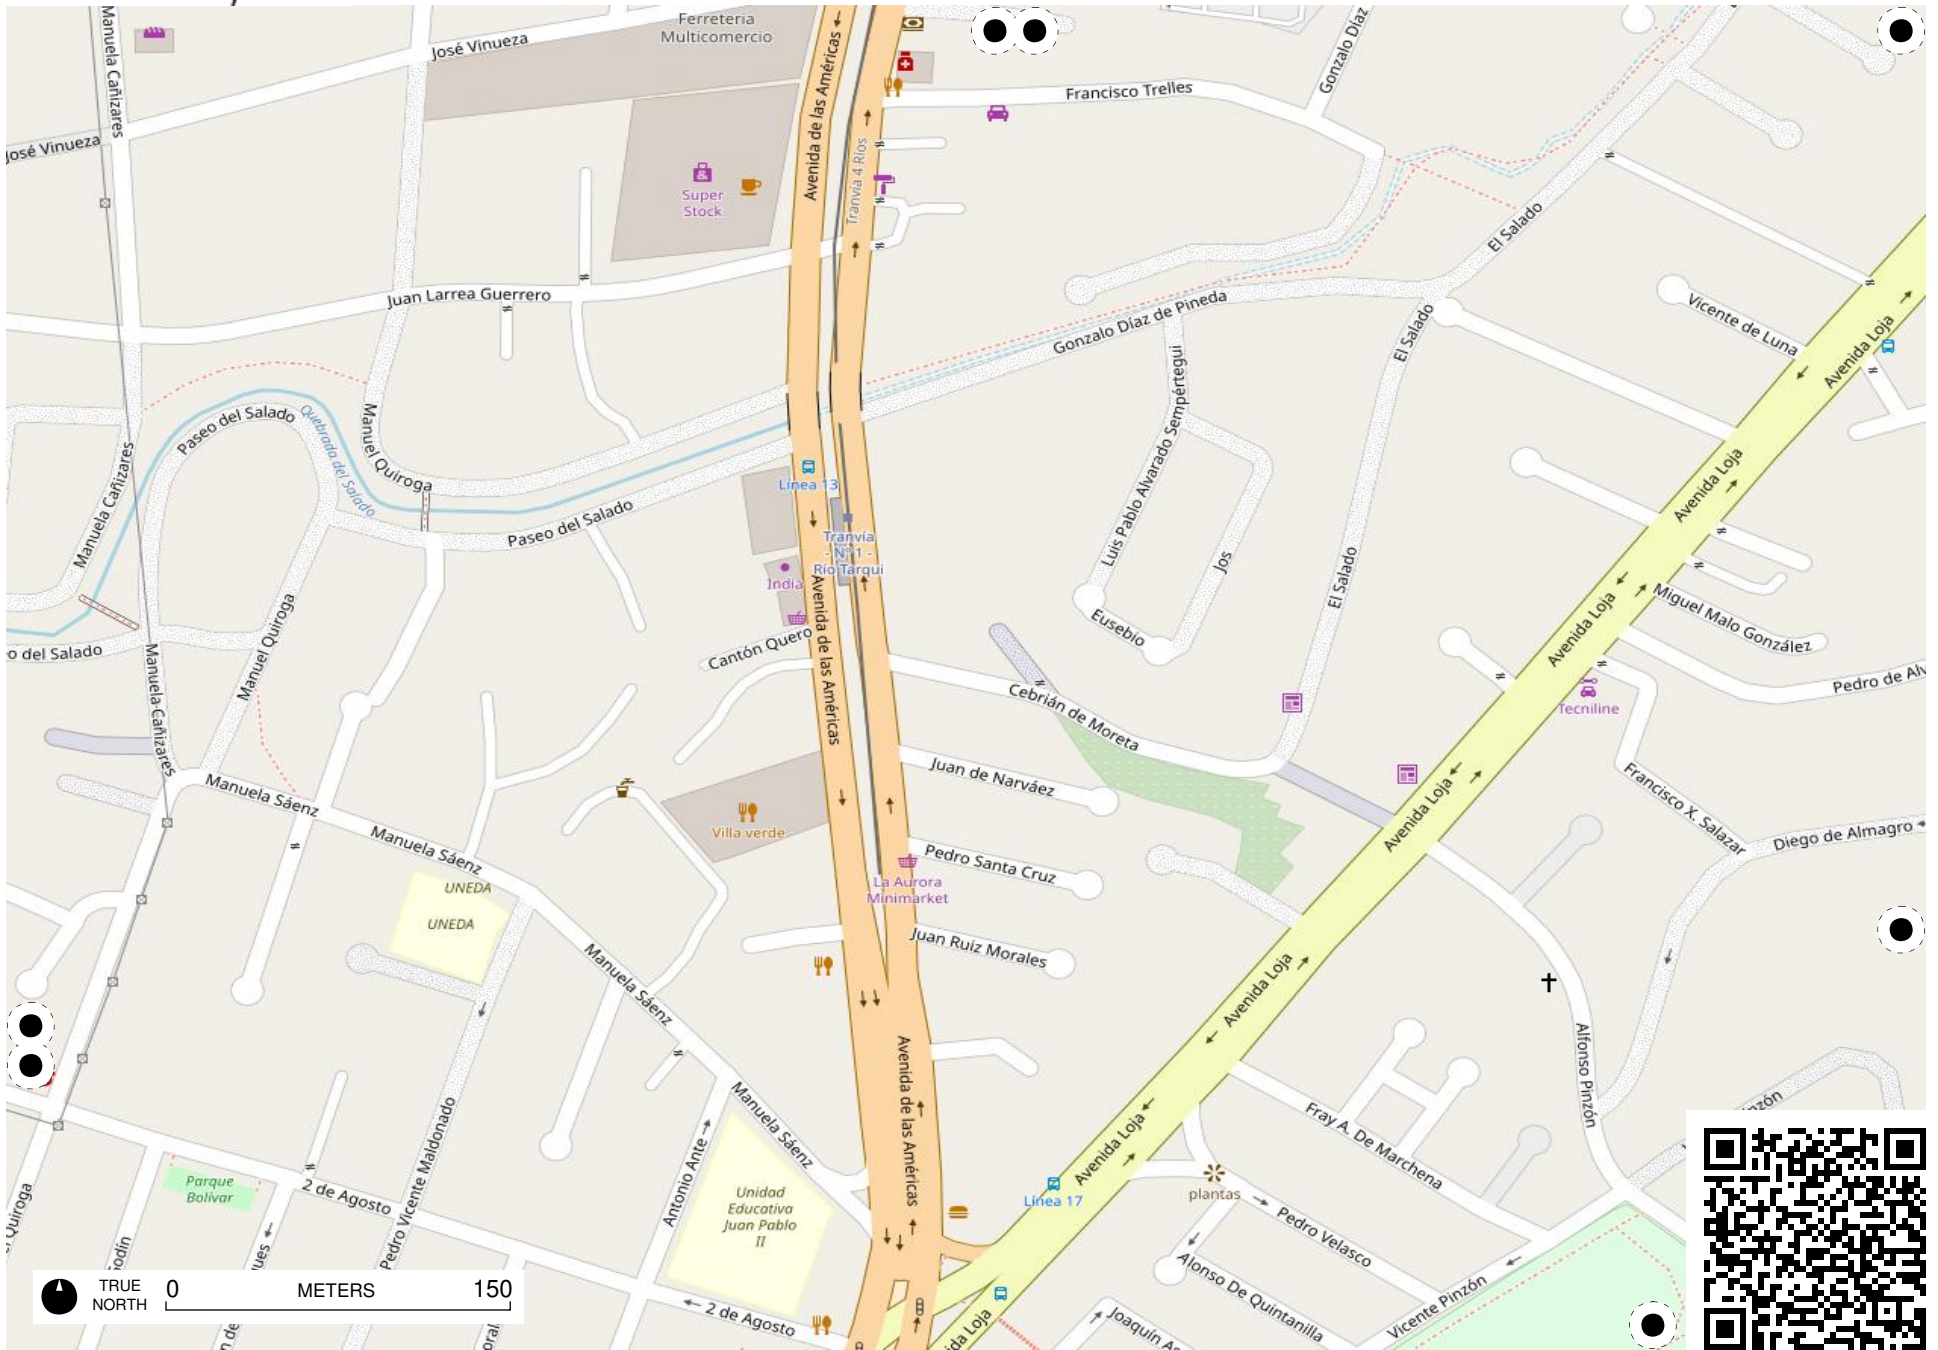 Ferreteria
Multicomercio
José Vinueza
Manuela Cañizares
José Vinueza
Avenida de las Américas
Francisco Trelles
Gonzalo Díaz
Tranvía 4 Ríos
Super
Stock
El Salado
Juan Larrea Guerrero
Gonzalo Díaz de Pineda
Vicente de Luna
Avenida Loja
El Salado
Luis Pablo Alvarado Sempértegui
Paseo del Salado
Quebrada del Salado
Manuel Quiroga
Manuela Cañizares
Línea 13
Avenida Loja
Paseo del Salado
Tranvía
- N° 1 -
Río Tarqui
India
Jos
El Salado
Eusebio
Miguel Malo González
Avenida Loja
Manuel Quiroga
Cantón Quero
Avenida de las Américas
o del Salado
Manuela Cañizares
Cebrián de Moreta
Pedro de Alv
Tecniline
Juan de Narváez
Francisco X. Salazar
Manuela Sáenz
Manuela Sáenz
Villa verde
Avenida Loja
Diego de Almagro
Pedro Santa Cruz
La Aurora
Minimarket
UNEDA
UNEDA
Juan Ruiz Morales
Manuela Sáenz
Avenida Loja
Alfonso Pinzón
Avenida de las Américas
Pedro Vicente Maldonado
Manuela Sáenz
Antonio Ante
Fray A. De Marchena
Avenida Loja
nzón
Parque
Bolívar
2 de Agosto
Unidad
Educativa
Juan Pablo
II
Línea 17
plantas
Pedro Velasco
Quiroga
odin
ques
Alonso De Quintanilla
Vicente Pinzón
TRUE
NORTH
0 METERS 150
2 de Agosto
n de
oral
da Loja
Joaquín A